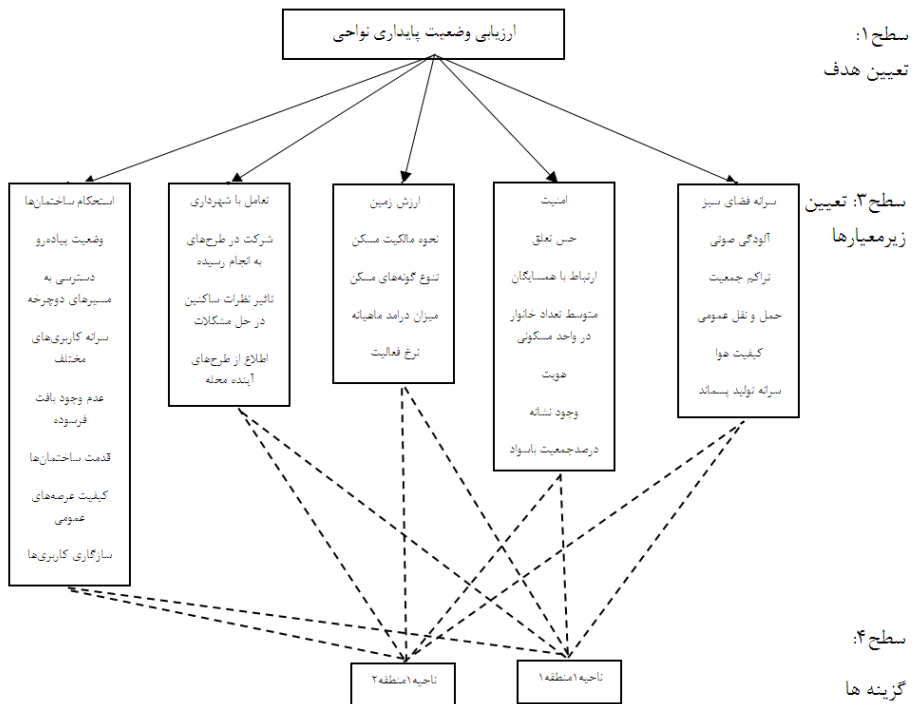 ارزیابی وضعیت پایداری نواحی
سطح۱:
تعیین هدف
سطح۳: تعیین
زیرمعیارها
سرانه فضای سبز
آلودگی صوتی
تراکم جمعیت
حمل و نقل عمومی
کیفیت هوا
سرانه تولید پسماند
امنیت
حس تعلق
ارتباط با همسایگان
متوسط تعداد خانوار
در واحد مسکونی
هویت
وجود نشانه
درصدجمعیت باسواد
ارزش زمین
نحوه مالکیت مسکن
تنوع گونه‌های مسکن
میزان درامد ماهیانه
نرخ فعالیت
تعامل با شهرداری
شرکت در طرح‌های
به انجام رسیده
تاثیر نظرات ساکنین
در حل مشکلات
اطلاع از طرح‌های
آینده محله
استحکام ساختمان‌ها
وضعیت پیاده‌رو
دسترسی به
مسیرهای دوچرخه
سرانه کاربری‌های
مختلف
عدم وجود بافت
فرسوده
قدمت ساختمان‌ها
کیفیت عرصه‌های
عمومی
سازگاری کاربری‌ها
سطح۴:
گزینه ها
ناحیه۱منطقه۱
ناحیه۱منطقه۲